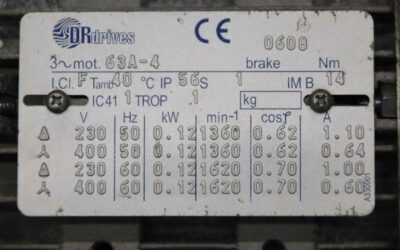 DRdrives CE 0608
3~mot. 63A-4 brake Nm
I.Cl. F Tamb 40 °C IP 56 S 1 IM B 14
IC41 1 TROP .1 kg
V Hz kW min-1 cosφ A
Δ 230 50 0.12 1360 0.62 1.10
⅄ 400 50 0.12 1360 0.62 0.64
Δ 230 60 0.12 1620 0.70 1.00
⅄ 400 60 0.12 1620 0.70 0.60